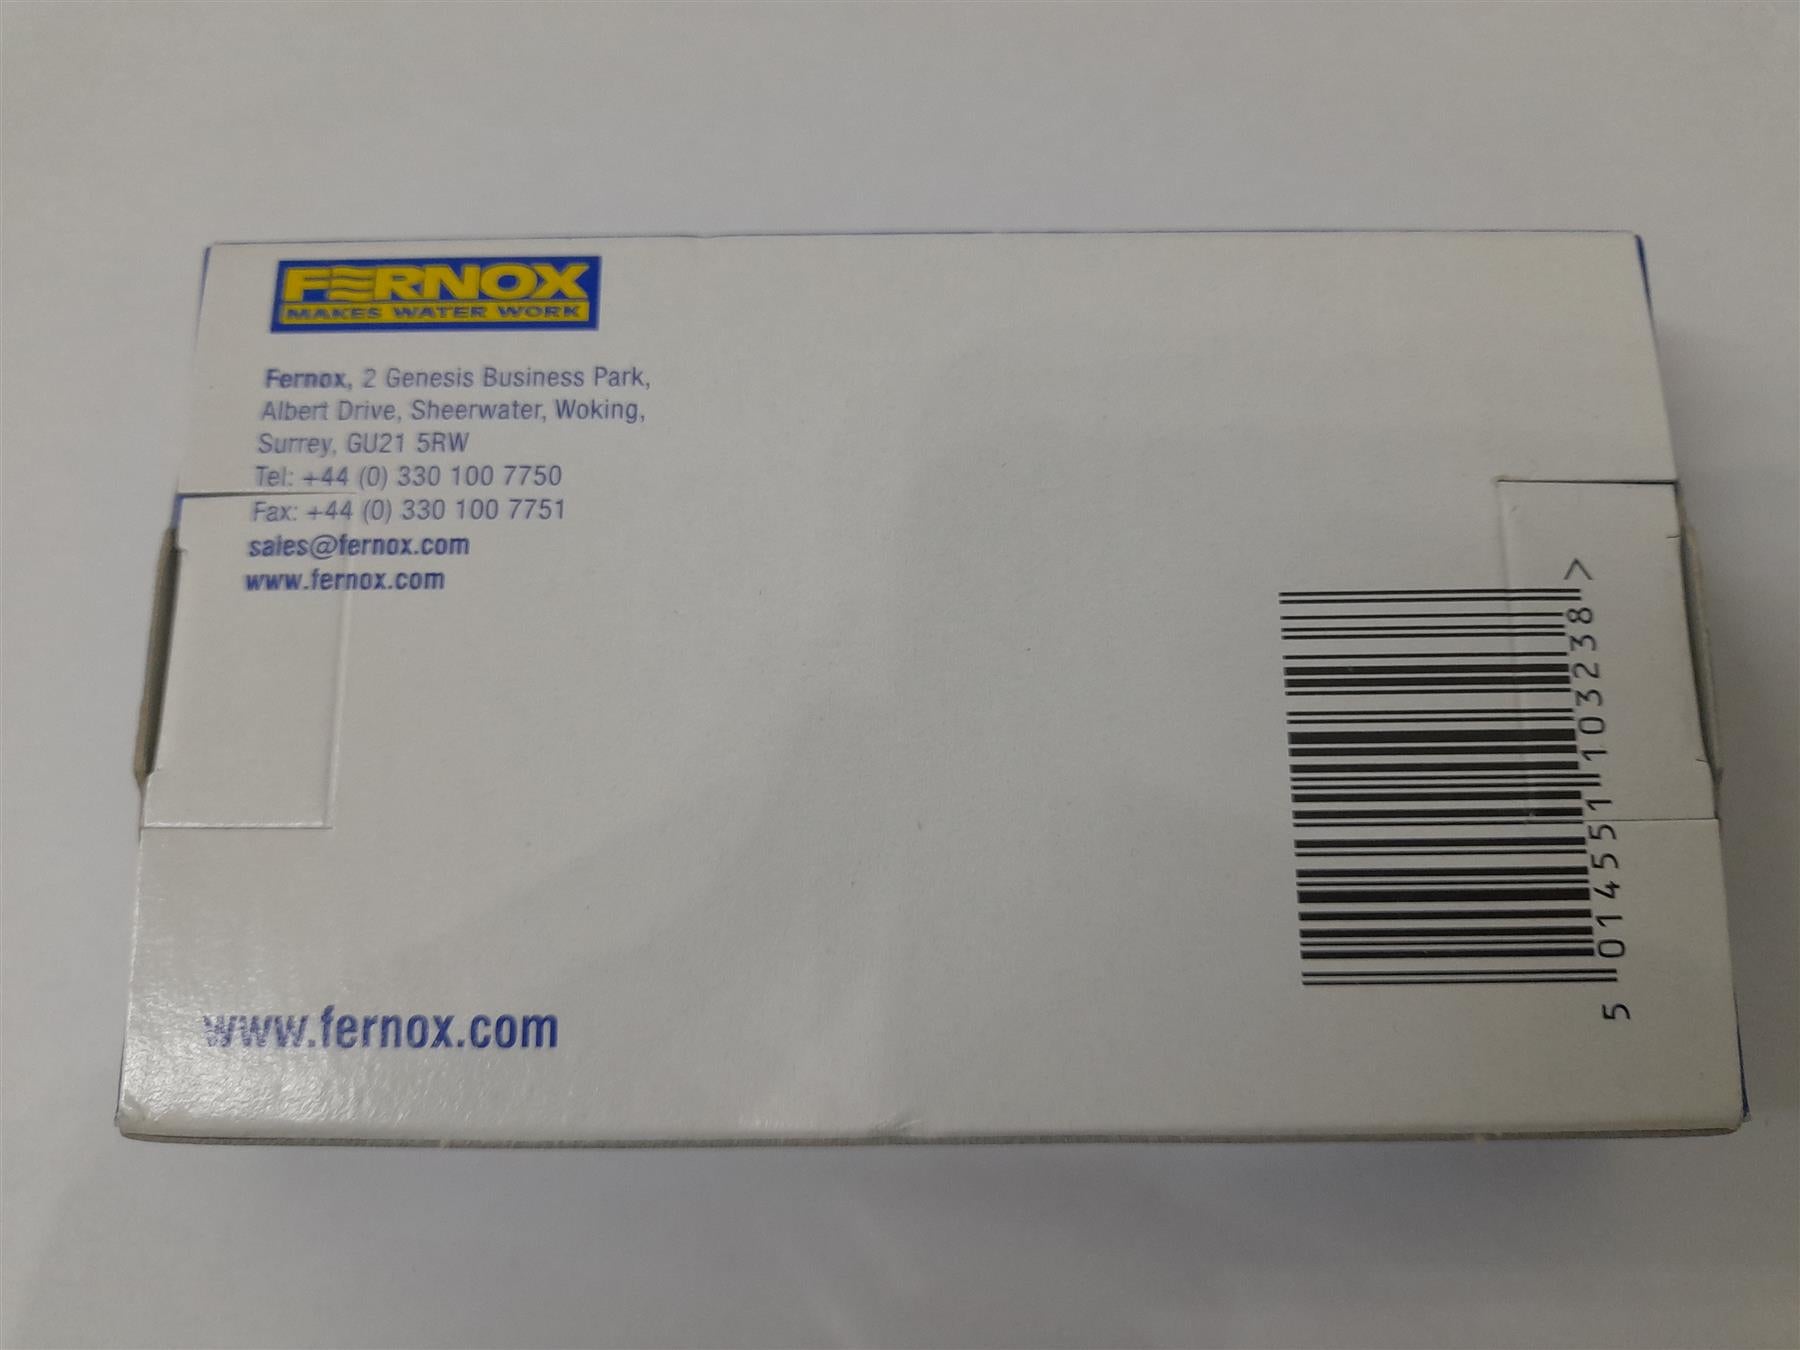 FERNOX
MAKES WATER WORK
Fernox, 2 Genesis Business Park,
Albert Drive, Sheerwater, Woking,
Surrey, GU21 5RW
Tel: +44 (0) 330 100 7750
Fax: +44 (0) 330 100 7751
sales@fernox.com
www.fernox.com
www.fernox.com
5 014551 103238 >